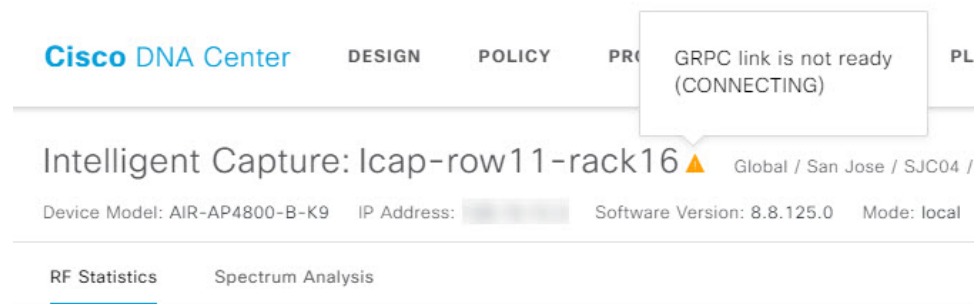 Cisco DNA Center DESIGN POLICY
GRPC link is not ready
(CONNECTING)
Intelligent Capture: Icap-row11-rack16 Global / San Jose / SJC04 /
Device Model: AIR-AP4800-B-K9 IP Address: Software Version: 8.8.125.0 Mode: local
RF Statistics Spectrum Analysis